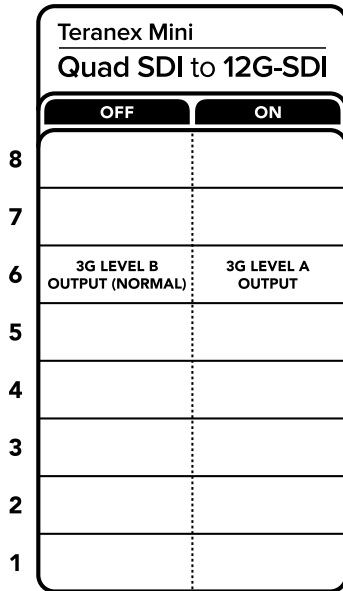 Teranex Mini
Quad SDI to 12G-SDI
OFF ON
8
7
6 3G LEVEL B OUTPUT (NORMAL) 3G LEVEL A OUTPUT
5
4
3
2
1